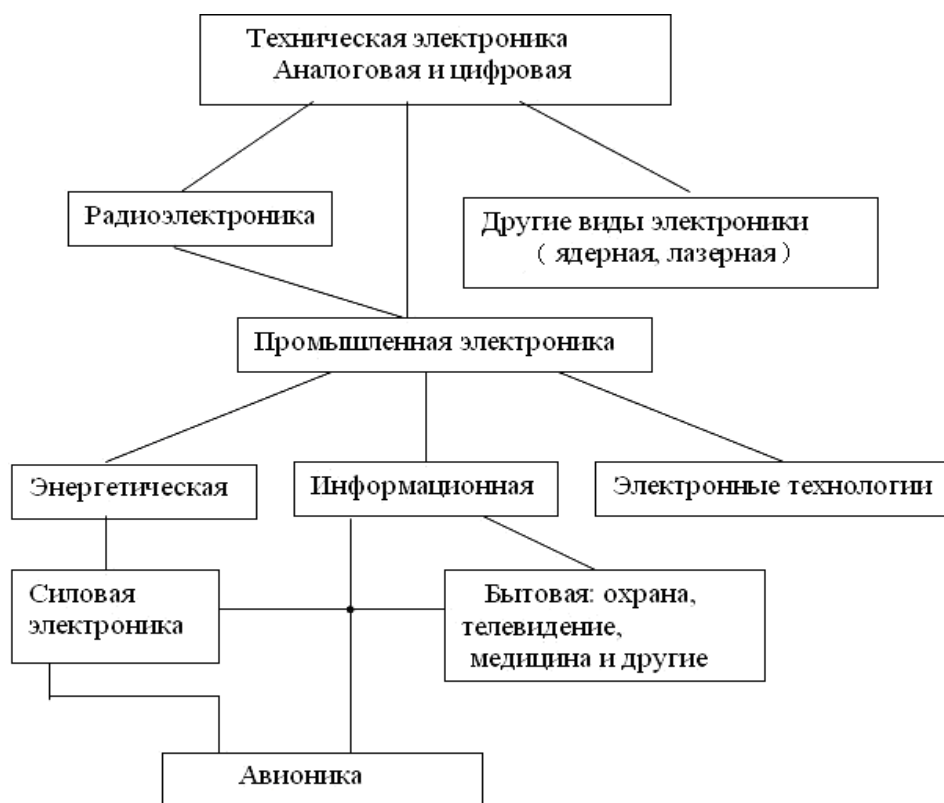 Техническая электроника
Аналоговая и цифровая
Радиоэлектроника
Другие виды электроники
( ядерная, лазерная )
Промышленная электроника
Энергетическая
Информационная
Электронные технологии
Силовая
электроника
Бытовая: охрана,
телевидение,
медицина и другие
Авионика